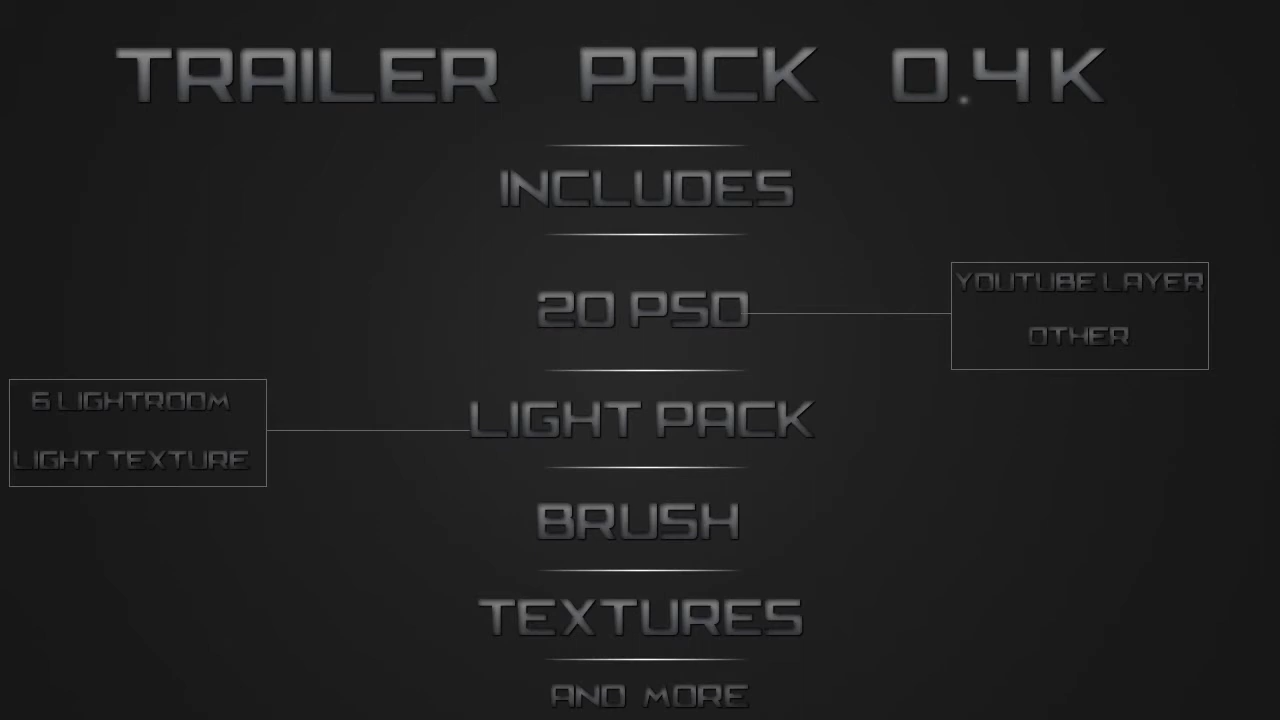 TRAILER PACK 0.4K
INCLUDES
20 PSD
YOUTUBE LAYER
OTHER
6 LIGHTROOM
LIGHT TEXTURE
LIGHT PACK
BRUSH
TEXTURES
AND MORE